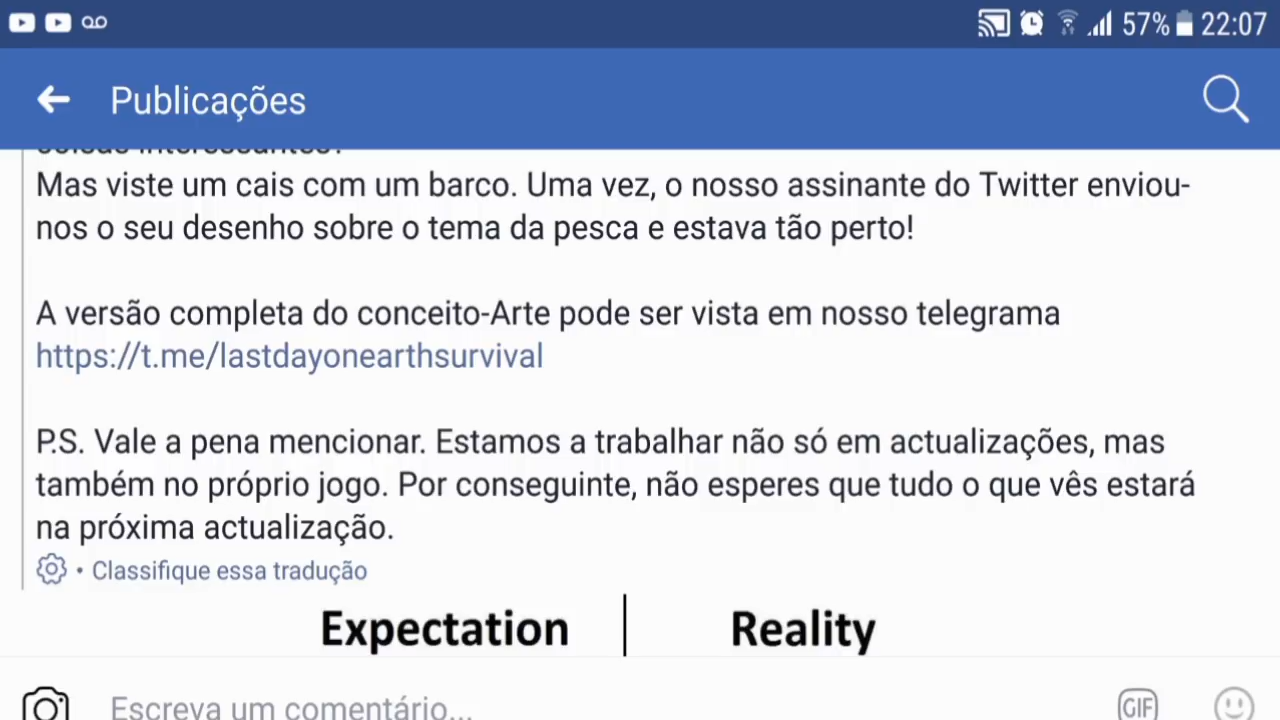 57% 22:07
Publicações
coisas interessantes?
Mas viste um cais com um barco. Uma vez, o nosso assinante do Twitter enviou-
nos o seu desenho sobre o tema da pesca e estava tão perto!
A versão completa do conceito-Arte pode ser vista em nosso telegrama
https://t.me/lastdayonearthsurvival
P.S. Vale a pena mencionar. Estamos a trabalhar não só em actualizações, mas
também no próprio jogo. Por conseguinte, não esperes que tudo o que vês estará
na próxima actualização.
• Classifique essa tradução
Expectation | Reality
Escreva um comentário...
GIF